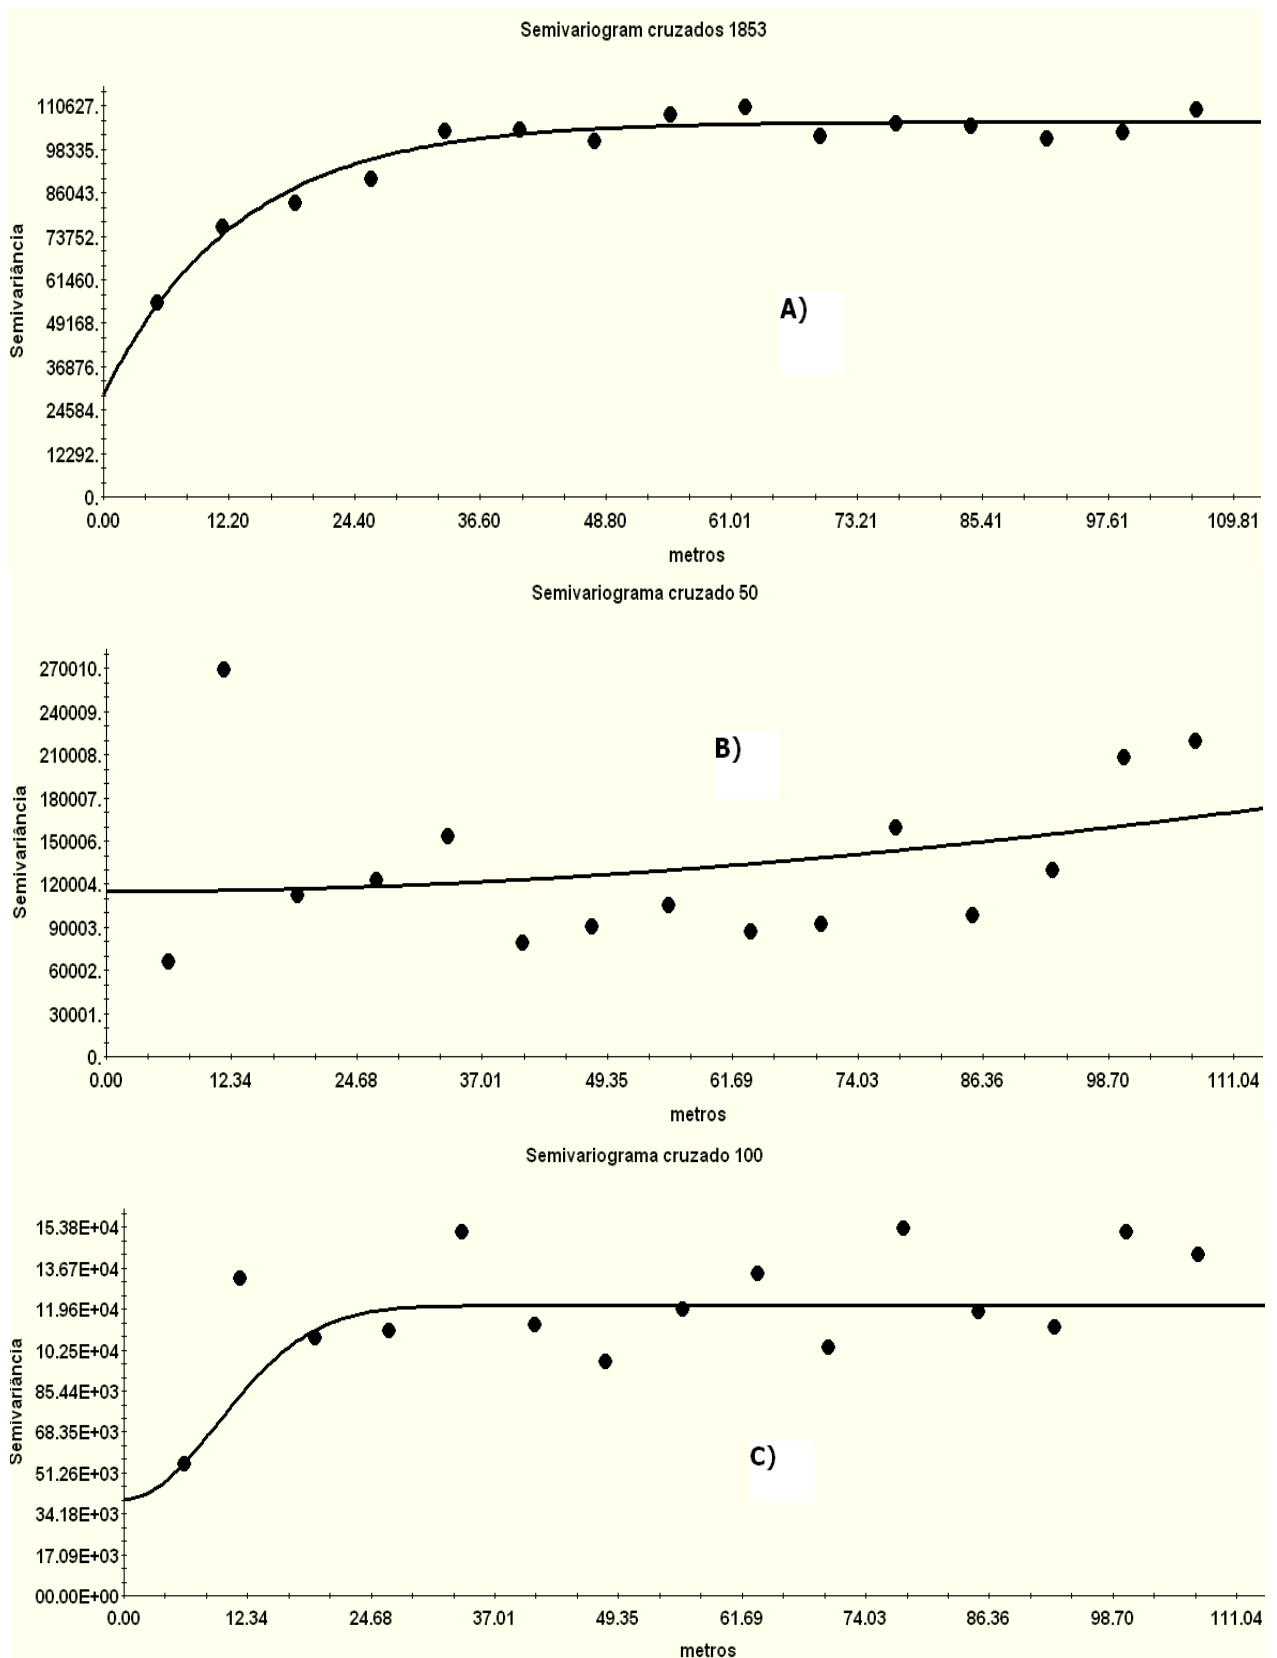 Semivariogram cruzados 1853
110627.
98335.
86043.
73752.
61460.
49168.
36876.
24584.
12292.
0.
Semivariância
A)
0.00 12.20 24.40 36.60 48.80 61.01 73.21 85.41 97.61 109.81
metros
Semivariograma cruzado 50
270010.
240009.
210008.
180007.
150006.
120004.
90003.
60002.
30001.
0.
Semivariância
B)
0.00 12.34 24.68 37.01 49.35 61.69 74.03 86.36 98.70 111.04
metros
Semivariograma cruzado 100
15.38E+04
13.67E+04
11.96E+04
10.25E+04
85.44E+03
68.35E+03
51.26E+03
34.18E+03
17.09E+03
00.00E+00
Semivariância
C)
0.00 12.34 24.68 37.01 49.35 61.69 74.03 86.36 98.70 111.04
metros